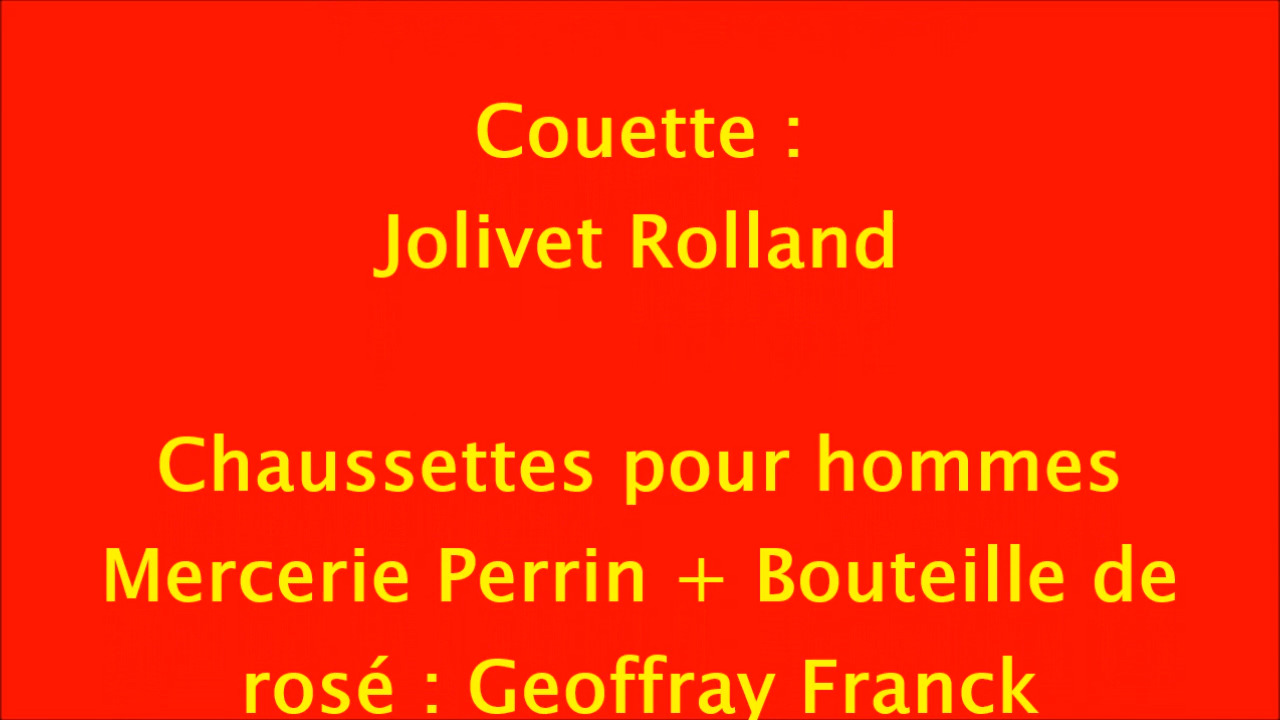 Couette :
Jolivet Rolland
Chaussettes pour hommes
Mercerie Perrin + Bouteille de
rosé : Geoffray Franck